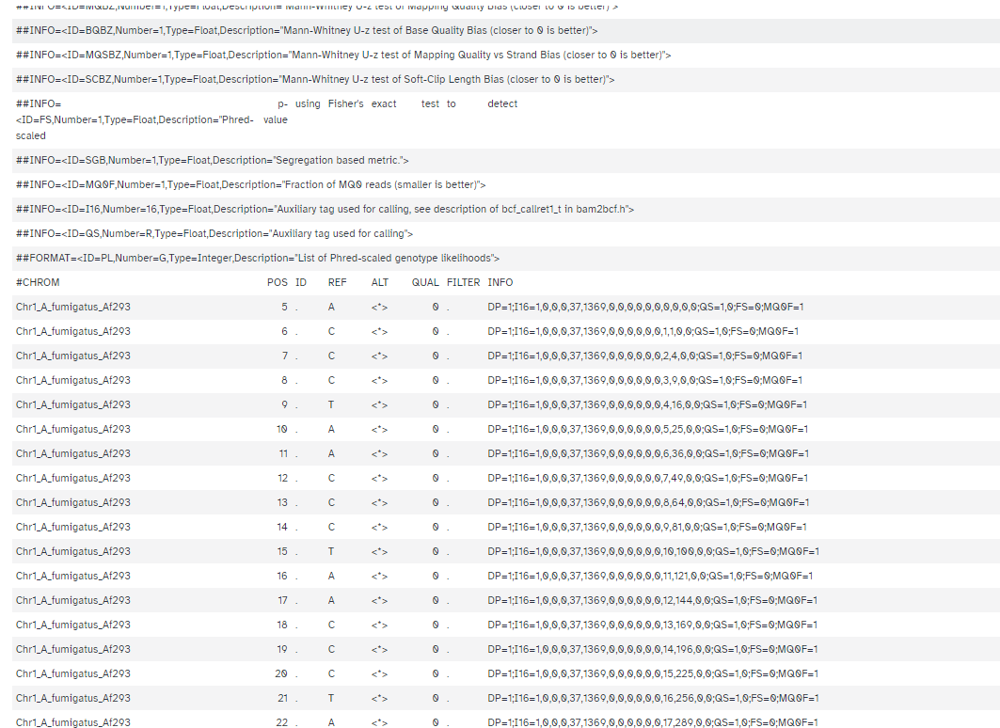 ##INFO=<ID=MQBZ,Number=1,Type=Float,Description="Mann-Whitney U-z test of Mapping Quality Bias (closer to 0 is better)">
##INFO=<ID=BQBZ,Number=1,Type=Float,Description="Mann-Whitney U-z test of Base Quality Bias (closer to 0 is better)">
##INFO=<ID=MQSBZ,Number=1,Type=Float,Description="Mann-Whitney U-z test of Mapping Quality vs Strand Bias (closer to 0 is better)">
##INFO=<ID=SCBZ,Number=1,Type=Float,Description="Mann-Whitney U-z test of Soft-Clip Length Bias (closer to 0 is better)">
##INFO= p- using Fisher's exact test to detect
<ID=FS,Number=1,Type=Float,Description="Phred- value
scaled
##INFO=<ID=SGB,Number=1,Type=Float,Description="Segregation based metric.">
##INFO=<ID=MQ0F,Number=1,Type=Float,Description="Fraction of MQ0 reads (smaller is better)">
##INFO=<ID=I16,Number=16,Type=Float,Description="Auxiliary tag used for calling, see description of bcf_callret1_t in bam2bcf.h">
##INFO=<ID=QS,Number=R,Type=Float,Description="Auxiliary tag used for calling">
##FORMAT=<ID=PL,Number=G,Type=Integer,Description="List of Phred-scaled genotype likelihoods">
#CHROM POS ID REF ALT QUAL FILTER INFO
Chr1_A_fumigatus_Af293 5 . A <*> 0 . DP=1;I16=1,0,0,0,37,1369,0,0,0,0,0,0,0,0,0,0;QS=1,0;FS=0;MQ0F=1
Chr1_A_fumigatus_Af293 6 . C <*> 0 . DP=1;I16=1,0,0,0,37,1369,0,0,0,0,0,0,1,1,0,0;QS=1,0;FS=0;MQ0F=1
Chr1_A_fumigatus_Af293 7 . C <*> 0 . DP=1;I16=1,0,0,0,37,1369,0,0,0,0,0,0,2,4,0,0;QS=1,0;FS=0;MQ0F=1
Chr1_A_fumigatus_Af293 8 . C <*> 0 . DP=1;I16=1,0,0,0,37,1369,0,0,0,0,0,0,3,9,0,0;QS=1,0;FS=0;MQ0F=1
Chr1_A_fumigatus_Af293 9 . T <*> 0 . DP=1;I16=1,0,0,0,37,1369,0,0,0,0,0,0,4,16,0,0;QS=1,0;FS=0;MQ0F=1
Chr1_A_fumigatus_Af293 10 . A <*> 0 . DP=1;I16=1,0,0,0,37,1369,0,0,0,0,0,0,5,25,0,0;QS=1,0;FS=0;MQ0F=1
Chr1_A_fumigatus_Af293 11 . A <*> 0 . DP=1;I16=1,0,0,0,37,1369,0,0,0,0,0,0,6,36,0,0;QS=1,0;FS=0;MQ0F=1
Chr1_A_fumigatus_Af293 12 . C <*> 0 . DP=1;I16=1,0,0,0,37,1369,0,0,0,0,0,0,7,49,0,0;QS=1,0;FS=0;MQ0F=1
Chr1_A_fumigatus_Af293 13 . C <*> 0 . DP=1;I16=1,0,0,0,37,1369,0,0,0,0,0,0,8,64,0,0;QS=1,0;FS=0;MQ0F=1
Chr1_A_fumigatus_Af293 14 . C <*> 0 . DP=1;I16=1,0,0,0,37,1369,0,0,0,0,0,0,9,81,0,0;QS=1,0;FS=0;MQ0F=1
Chr1_A_fumigatus_Af293 15 . T <*> 0 . DP=1;I16=1,0,0,0,37,1369,0,0,0,0,0,0,10,100,0,0;QS=1,0;FS=0;MQ0F=1
Chr1_A_fumigatus_Af293 16 . A <*> 0 . DP=1;I16=1,0,0,0,37,1369,0,0,0,0,0,0,11,121,0,0;QS=1,0;FS=0;MQ0F=1
Chr1_A_fumigatus_Af293 17 . A <*> 0 . DP=1;I16=1,0,0,0,37,1369,0,0,0,0,0,0,12,144,0,0;QS=1,0;FS=0;MQ0F=1
Chr1_A_fumigatus_Af293 18 . C <*> 0 . DP=1;I16=1,0,0,0,37,1369,0,0,0,0,0,0,13,169,0,0;QS=1,0;FS=0;MQ0F=1
Chr1_A_fumigatus_Af293 19 . C <*> 0 . DP=1;I16=1,0,0,0,37,1369,0,0,0,0,0,0,14,196,0,0;QS=1,0;FS=0;MQ0F=1
Chr1_A_fumigatus_Af293 20 . C <*> 0 . DP=1;I16=1,0,0,0,37,1369,0,0,0,0,0,0,15,225,0,0;QS=1,0;FS=0;MQ0F=1
Chr1_A_fumigatus_Af293 21 . T <*> 0 . DP=1;I16=1,0,0,0,37,1369,0,0,0,0,0,0,16,256,0,0;QS=1,0;FS=0;MQ0F=1
Chr1_A_fumigatus_Af293 22 . A <*> 0 . DP=1;I16=1,0,0,0,37,1369,0,0,0,0,0,0,17,289,0,0;QS=1,0;FS=0;MQ0F=1